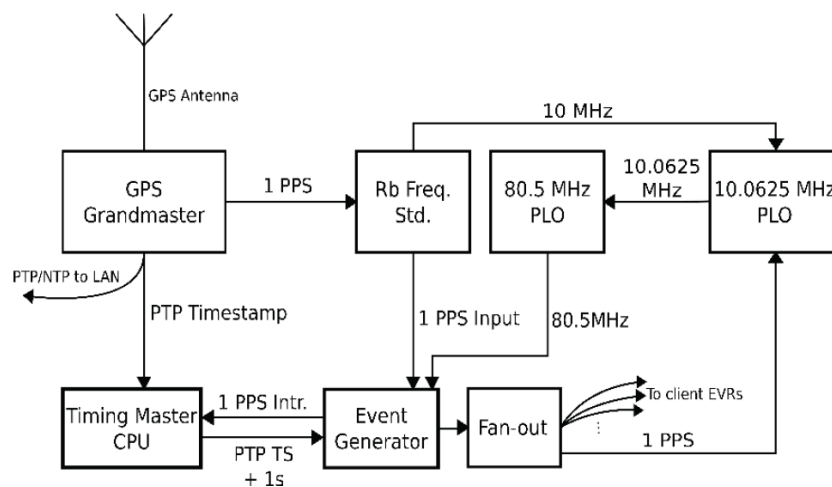 GPS Antenna
10 MHz
GPS
Grandmaster
1 PPS
Rb Freq.
Std.
80.5 MHz
PLO
10.0625
MHz
10.0625 MHz
PLO
PTP/NTP to LAN
PTP Timestamp
1 PPS Input
80.5MHz
Timing Master
CPU
1 PPS Intr.
PTP TS
+ 1s
Event
Generator
Fan-out
To client EVRs
1 PPS